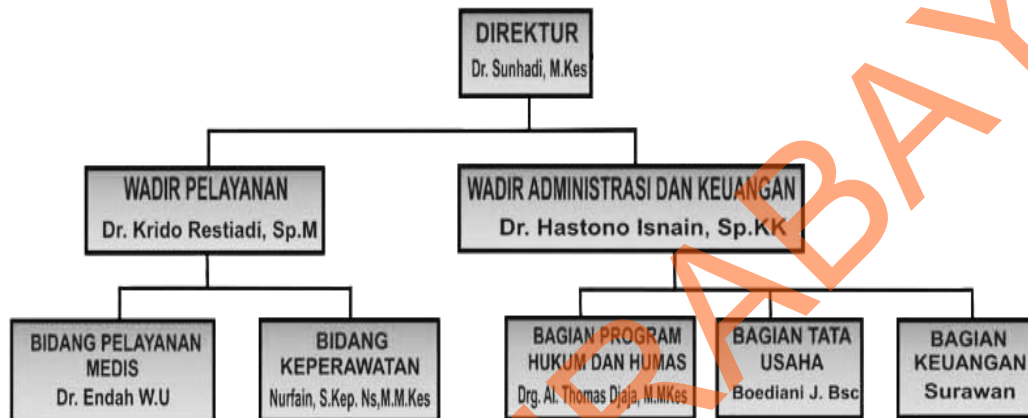 DIREKTUR
Dr. Sunhadi, M.Kes
WADIR PELAYANAN
Dr. Krido Restiadi, Sp.M
WADIR ADMINISTRASI DAN KEUANGAN
Dr. Hastono Isnain, Sp.KK
BIDANG PELAYANAN
MEDIS
Dr. Endah W.U
BIDANG
KEPERAWATAN
Nurfain, S.Kep. Ns,M.M.Kes
BAGIAN PROGRAM
HUKUM DAN HUMAS
Drg. Al. Thomas Djaja, M.MKes
BAGIAN TATA
USAHA
Boediani J. Bsc
BAGIAN
KEUANGAN
Surawan
RABAY